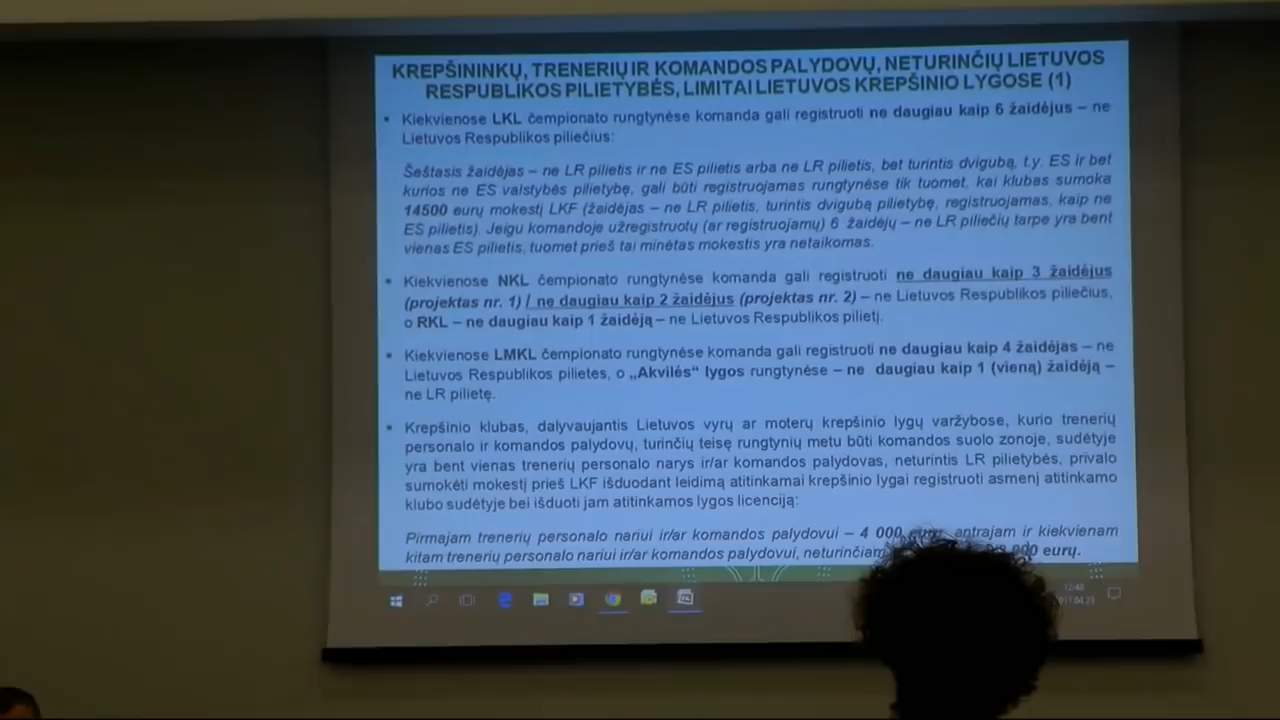 KREPŠININKŲ, TRENERIŲ IR KOMANDOS PALYDOVŲ, NETURINČIŲ LIETUVOS
RESPUBLIKOS PILIETYBĖS, LIMITAI LIETUVOS KREPŠINIO LYGOSE (1)
• Kiekvienose LKL čempionato rungtynėse komanda gali registruoti ne daugiau kaip 6 žaidėjus – ne
Lietuvos Respublikos piliečius:
Šeštasis žaidėjas – ne LR pilietis ir ne ES pilietis arba ne LR pilietis, bet turintis dvigubą, t.y. ES ir bet
kurios ne ES valstybės pilietybę, gali būti registruojamas rungtynėse tik tuomet, kai klubas sumoka
14500 eurų mokestį LKF (žaidėjas – ne LR pilietis, turintis dvigubą pilietybę, registruojamas, kaip ne
ES pilietis). Jeigu komandoje užregistruotų (ar registruojamų) 6 žaidėjų – ne LR piliečių tarpe yra bent
vienas ES pilietis, tuomet prieš tai minėtas mokestis yra netaikomas.
• Kiekvienose NKL čempionato rungtynėse komanda gali registruoti ne daugiau kaip 3 žaidėjus
(projektas nr. 1) / ne daugiau kaip 2 žaidėjus (projektas nr. 2) – ne Lietuvos Respublikos piliečius,
o RKL – ne daugiau kaip 1 žaidėją – ne Lietuvos Respublikos pilietį.
• Kiekvienose LMKL čempionato rungtynėse komanda gali registruoti ne daugiau kaip 4 žaidėjas – ne
Lietuvos Respublikos pilietes, o „Akvilės“ lygos rungtynėse – ne daugiau kaip 1 (vieną) žaidėją –
ne LR pilietę.
• Krepšinio klubas, dalyvaujantis Lietuvos vyrų ar moterų krepšinio lygų varžybose, kurio trenerių
personalo ir komandos palydovų, turinčių teisę rungtynių metu būti komandos suolo zonoje, sudėtyje
yra bent vienas trenerių personalo narys ir/ar komandos palydovas, neturintis LR pilietybės, privalo
sumokėti mokestį prieš LKF išduodant leidimą atitinkamai krepšinio lygai registruoti asmenį atitinkamo
klubo sudėtyje bei išduoti jam atitinkamos lygos licenciją:
Pirmajam trenerių personalo nariui ir/ar komandos palydovui – 4 000 eurų, antrajam ir kiekvienam
kitam trenerių personalo nariui ir/ar komandos palydovui, neturinčiam eurų.
12:48